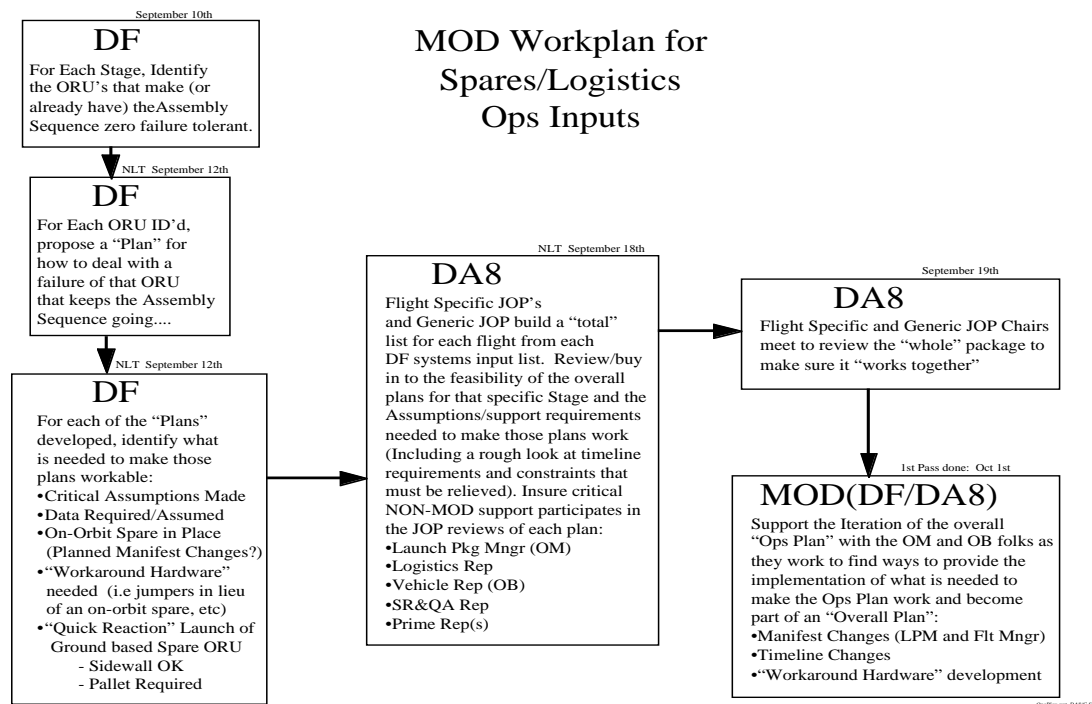 MOD Workplan for
Spares/Logistics
Ops Inputs
September 10th
DF
For Each Stage, Identify
the ORU's that make (or
already have) theAssembly
Sequence zero failure tolerant.
NLT September 12th
DF
For Each ORU ID'd,
propose a “Plan” for
how to deal with a
failure of that ORU
that keeps the Assembly
Sequence going....
NLT September 12th
DF
For each of the “Plans”
developed, identify what
is needed to make those
plans workable:
•Critical Assumptions Made
•Data Required/Assumed
•On-Orbit Spare in Place
(Planned Manifest Changes?)
•“Workaround Hardware”
needed (i.e jumpers in lieu
of an on-orbit spare, etc)
•“Quick Reaction” Launch of
Ground based Spare ORU
- Sidewall OK
- Pallet Required
NLT September 18th
DA8
Flight Specific JOP's
and Generic JOP build a “total”
list for each flight from each
DF systems input list. Review/buy
in to the feasibility of the overall
plans for that specific Stage and the
Assumptions/support requirements
needed to make those plans work
(Including a rough look at timeline
requirements and constraints that
must be relieved). Insure critical
NON-MOD support participates
in the JOP reviews of each plan:
•Launch Pkg Mngr (OM)
•Logistics Rep
•Vehicle Rep (OB)
•SR&QA Rep
•Prime Rep(s)
September 19th
DA8
Flight Specific and Generic JOP Chairs
meet to review the “whole” package to
make sure it “works together”
1st Pass done: Oct 1st
MOD(DF/DA8)
Support the Iteration of the overall
“Ops Plan” with the OM and OB folks as
they work to find ways to provide the
implementation of what is needed to
make the Ops Plan work and become
part of an “Overall Plan”:
•Manifest Changes (LPM and Flt Mngr)
•Timeline Changes
•“Workaround Hardware” development